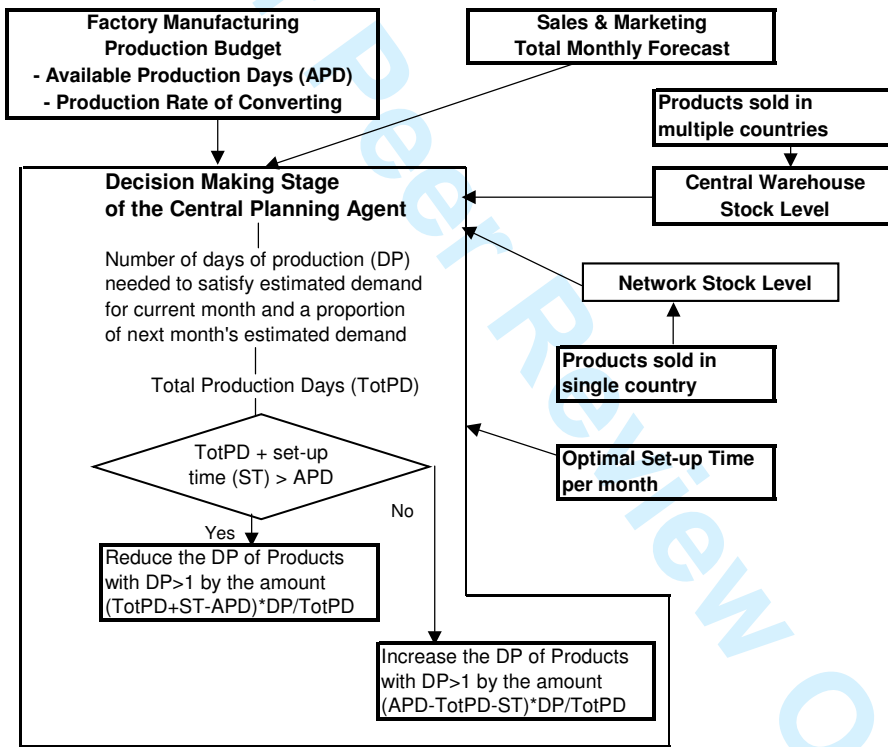 Factory Manufacturing
Production Budget
- Available Production Days (APD)
- Production Rate of Converting
Sales & Marketing
Total Monthly Forecast
Products sold in
multiple countries
Central Warehouse
Stock Level
Decision Making Stage
of the Central Planning Agent
Number of days of production (DP)
needed to satisfy estimated demand
for current month and a proportion
of next month's estimated demand
Network Stock Level
Products sold in
single country
Total Production Days (TotPD)
TotPD + set-up
time (ST) > APD
Optimal Set-up Time
per month
No
Yes
Reduce the DP of Products
with DP>1 by the amount
(TotPD+ST-APD)*DP/TotPD
Increase the DP of Products
with DP>1 by the amount
(APD-TotPD-ST)*DP/TotPD
Peer Review O